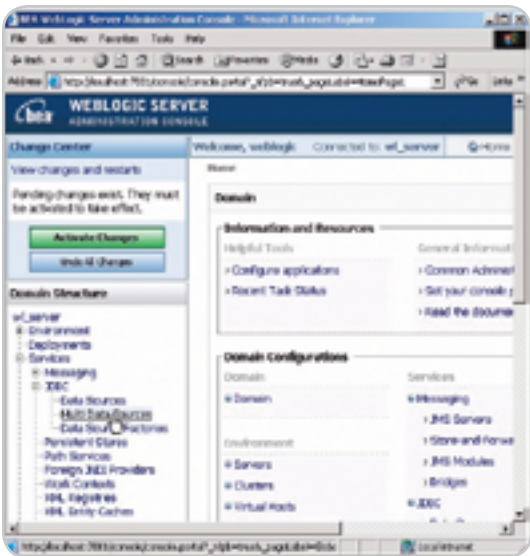 BEA WebLogic Server Administration Console - Microsoft Internet Explorer
File Edit View Favorites Tools Help
Back Search Favorites Media
Address Links
bea WEBLOGIC SERVER
ADMINISTRATION CONSOLE
Change Center
View changes and restarts
Pending changes exist. They must
be activated to take effect.
Activate Changes
Undo All Changes
Domain Structure
wl_server
Environment
Deployments
Services
Messaging
JDBC
Data Sources
Multi Data Sources
Data Source Factories
Persistent Stores
Path Services
Foreign JNDI Providers
Work Contexts
XML Registries
XML Entity Caches
Welcome, weblogic Connected to: wl_server Home
Home
Domain
Information and Resources
Helpful Tools
Configure applications
Recent Task Status
General Informati
Common Administ
Set your console
Read the documen
Domain Configurations
Domain
Domain
Environment
Servers
Clusters
Virtual Hosts
Services
Messaging
JMS Servers
Store-and-Forwa
JMS Modules
Bridges
JDBC
Local intranet